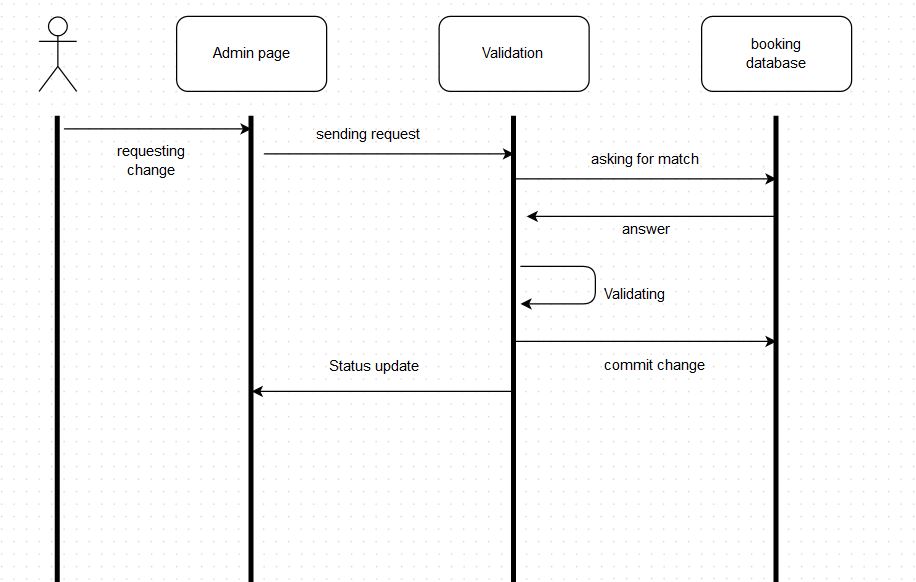 Admin page
Validation
booking
database
requesting
change
sending request
asking for match
answer
Validating
commit change
Status update